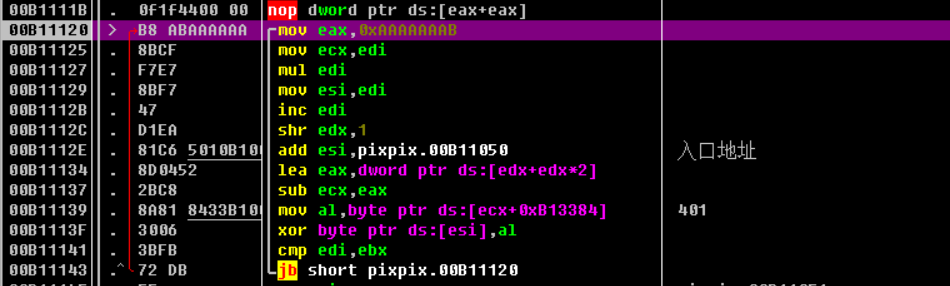 00B1111B . 0F1F4400 00 nop dword ptr ds:[eax+eax]
00B11120 > B8 ABAAAAAA mov eax,0xAAAAAAAB
00B11125 . 8BCF mov ecx,edi
00B11127 . F7E7 mul edi
00B11129 . 8BF7 mov esi,edi
00B1112B . 47 inc edi
00B1112C . D1EA shr edx,1
00B1112E . 81C6 5010B100 add esi,pixpix.00B11050 入口地址
00B11134 . 8D0452 lea eax,dword ptr ds:[edx+edx*2]
00B11137 . 2BC8 sub ecx,eax
00B11139 . 8A81 8433B100 mov al,byte ptr ds:[ecx+0xB13384] 401
00B1113F . 3006 xor byte ptr ds:[esi],al
00B11141 . 3BFB cmp edi,ebx
00B11143 .^ 72 DB jb short pixpix.00B11120